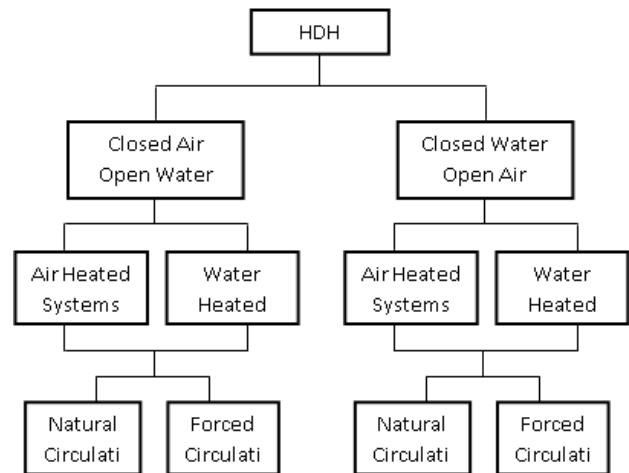 HDH
Closed Air
Open Water
Closed Water
Open Air
Air Heated
Systems
Water
Heated
Air Heated
Systems
Water
Heated
Natural
Circulati
Forced
Circulati
Natural
Circulati
Forced
Circulati